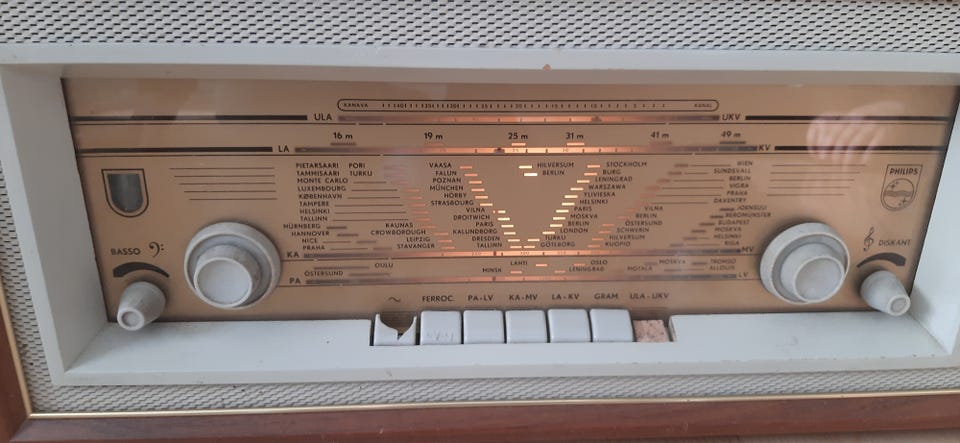 KANAVA KANAL
ULA UKV
16 m 19 m 25 m 31 m 41 m 49 m
LA KV
PIETARSAARI PORI VAASA HILVERSUM STOCKHOLM WIEN
TAMMISAARI TURKU FALUN BERLIN BURG SUNDSVALL
MONTE CARLO POZNAN LENINGRAD BERLIN
LUXEMBOURG MÜNCHEN WARSZAWA VIGRA
KØBENHAVN HÖRBY YLIVIESKA PRAHA
TAMPERE STRASBOURG HELSINKI DAVENTRY
HELSINKI VILNA PARIS VILNA JOENSUU
TALLINN DROITWICH MOSKVA BERLIN BEROMUNSTER
NÜRNBERG KAUNAS PARIS BERLIN ÖSTERSUND BUDAPEST
HANNOVER CROWBOROUGH KALUNDBORG LONDON SCHWERIN MOSKVA
NICE LEIPZIG DRESDEN TURKU HILVERSUM HELSINKI
PRAHA STAVANGER TALLINN GÖTEBORG KUOPIO RIGA
KA MV
OULU LAHTI OSLO MOSKVA TROMSÖ
ÖSTERSUND MINSK LENINGRAD MOTALA ALLOUIS
PA LV
PHILIPS
BASSO DISKANT
FERROC. PA-LV KA-MV LA-KV GRAM. ULA-UKV